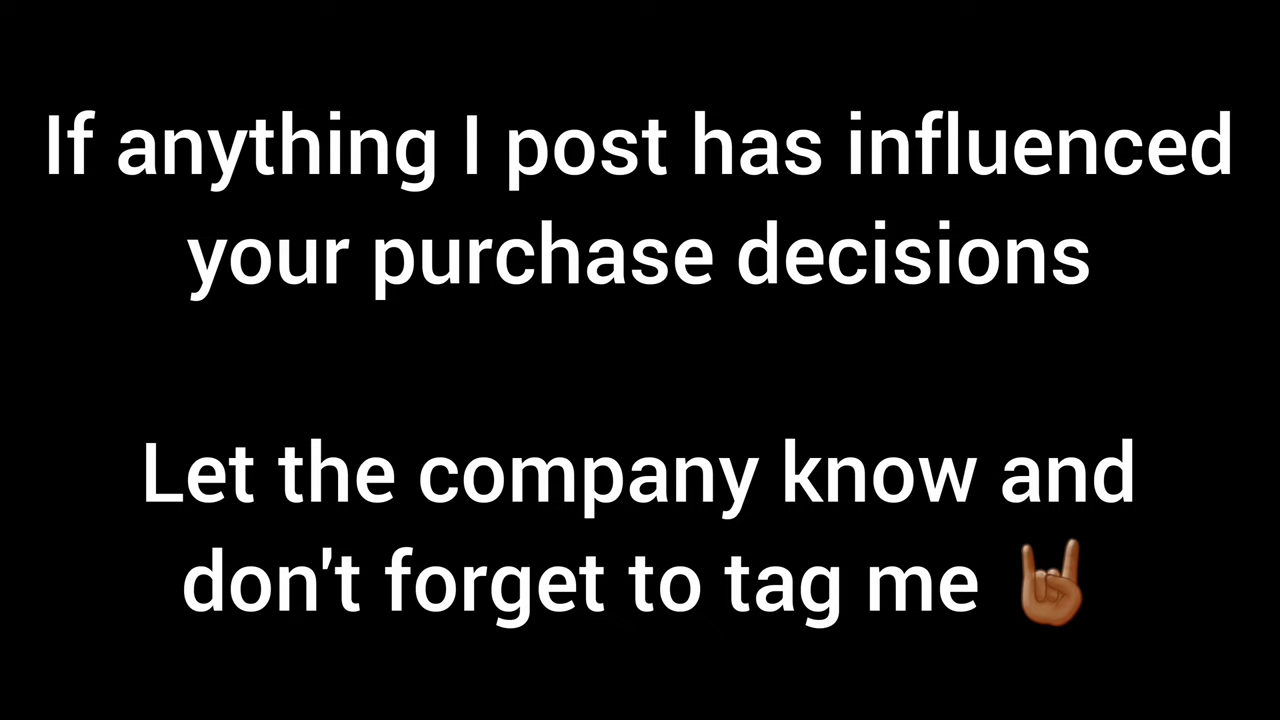 If anything I post has influenced
your purchase decisions
Let the company know and
don't forget to tag me 🤘🏾